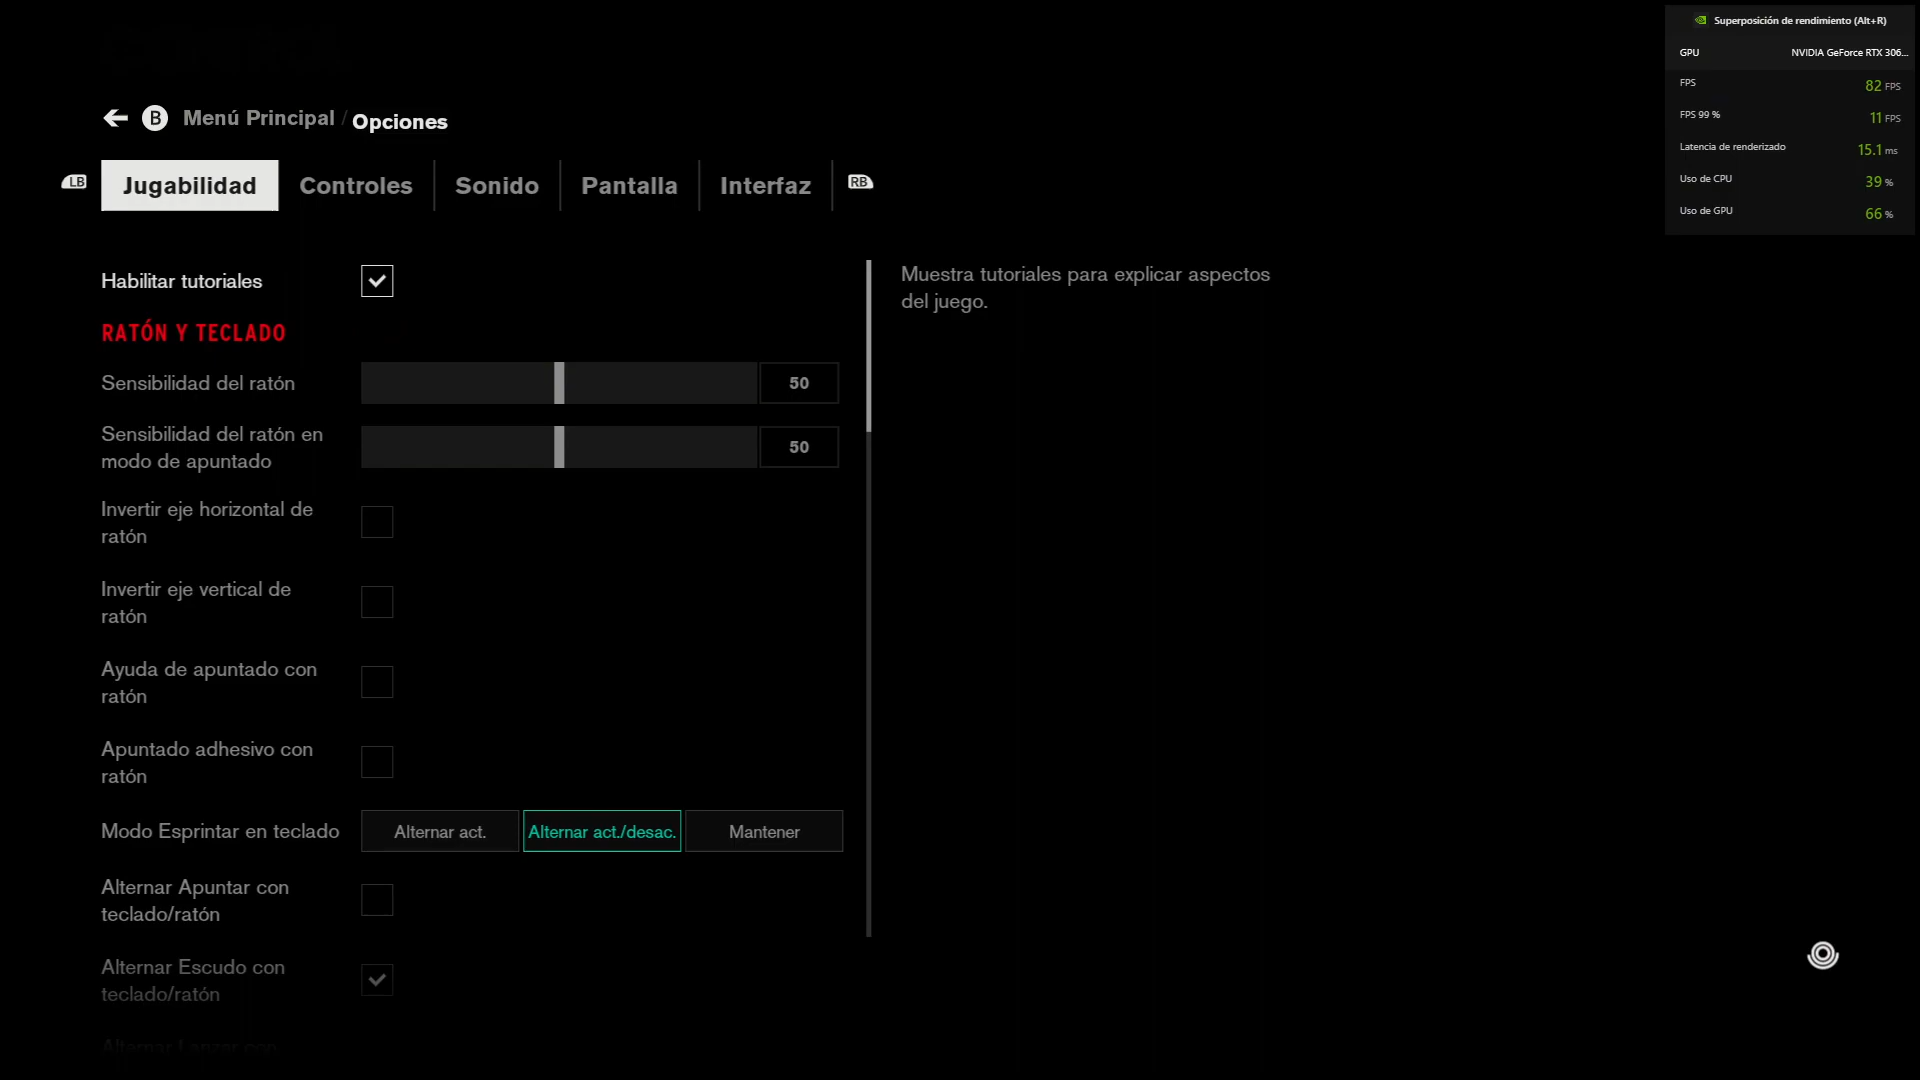 Superposición de rendimiento (Alt+R)
GPU NVIDIA GeForce RTX 306...
FPS 82 FPS
FPS 99 % 11 FPS
Latencia de renderizado 15.1 ms
Uso de CPU 39 %
Uso de GPU 66 %
B Menú Principal / Opciones
LB Jugabilidad Controles Sonido Pantalla Interfaz RB
Habilitar tutoriales
Muestra tutoriales para explicar aspectos
del juego.
RATÓN Y TECLADO
Sensibilidad del ratón 50
Sensibilidad del ratón en
modo de apuntado 50
Invertir eje horizontal de
ratón
Invertir eje vertical de
ratón
Ayuda de apuntado con
ratón
Apuntado adhesivo con
ratón
Modo Esprintar en teclado Alternar act. Alternar act./desac. Mantener
Alternar Apuntar con
teclado/ratón
Alternar Escudo con
teclado/ratón
Alternar Lanzar con